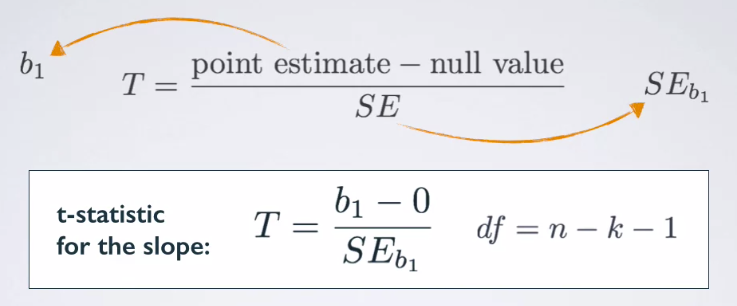 b₁
T = (point estimate − null value) / SE
SE_b₁
t-statistic
for the slope:
T = (b₁ − 0) / SE_b₁
df = n − k − 1